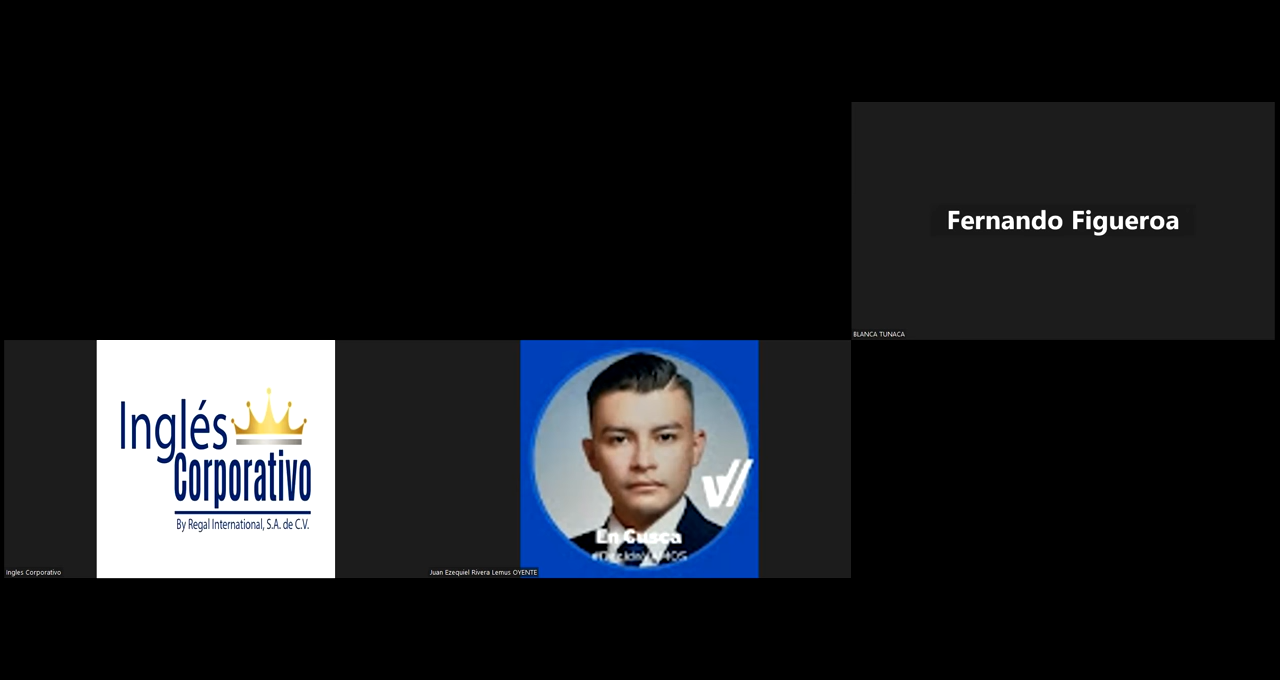 Fernando Figueroa
BLANCA TUNACA
Inglés
Corporativo
By Regal International, S.A. de C.V.
Ingles Corporativo
En Cusca
Juan Ezequiel Rivera Lemus OYENTE